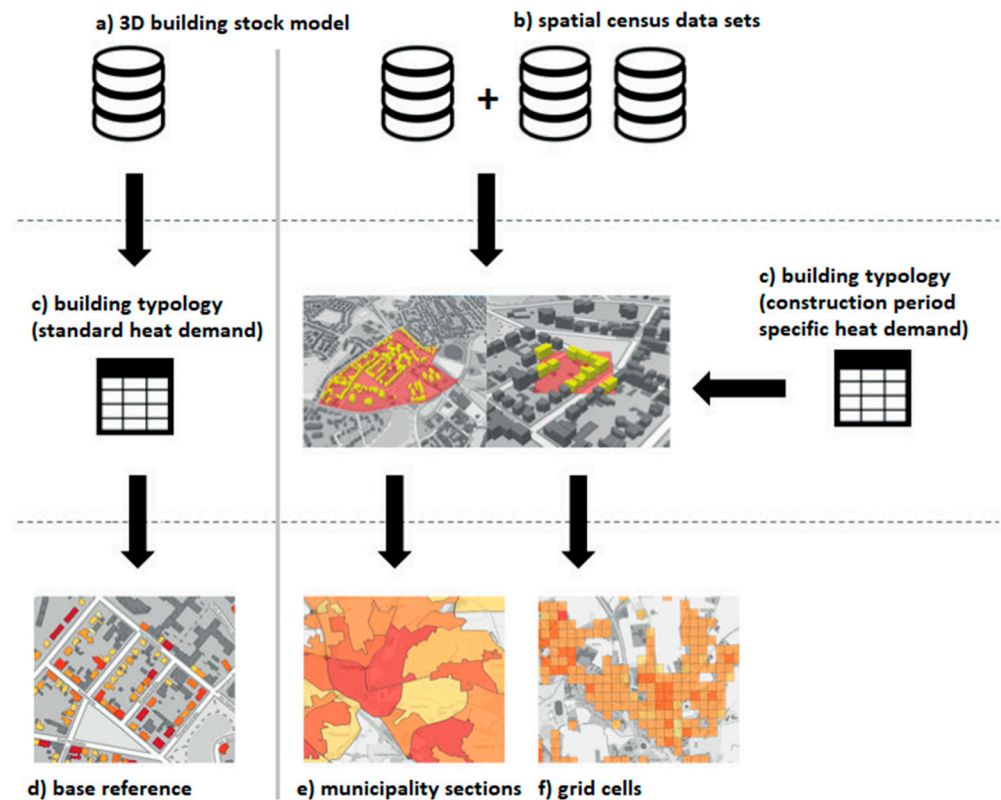 a) 3D building stock model
b) spatial census data sets
+
c) building typology
(standard heat demand)
c) building typology
(construction period
specific heat demand)
d) base reference
e) municipality sections
f) grid cells